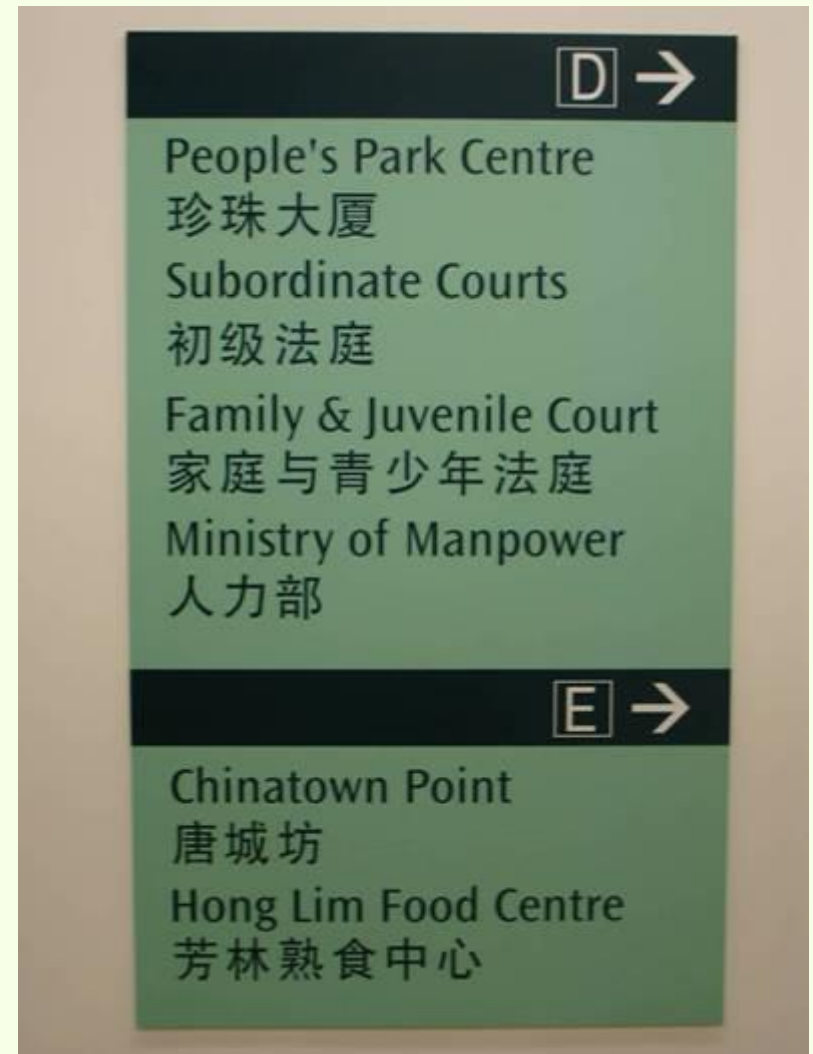 D →
People's Park Centre
珍珠大厦
Subordinate Courts
初级法庭
Family & Juvenile Court
家庭与青少年法庭
Ministry of Manpower
人力部
E →
Chinatown Point
唐城坊
Hong Lim Food Centre
芳林熟食中心